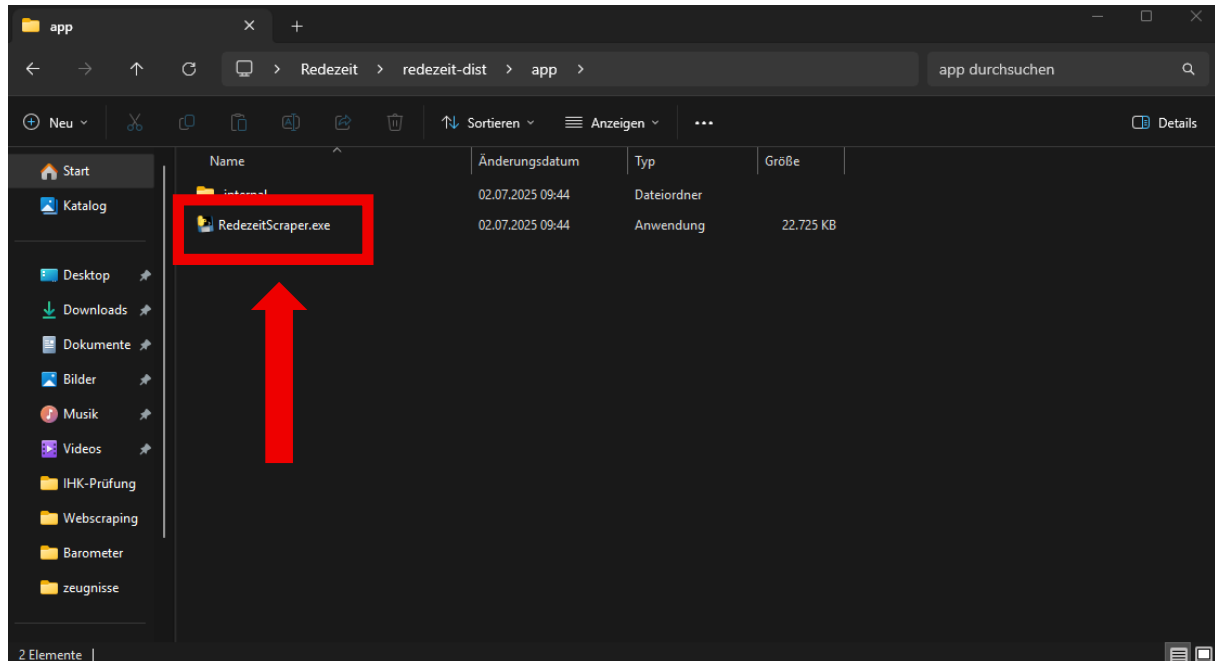 app
Redezeit > redezeit-dist > app >
app durchsuchen
Neu
Sortieren
Anzeigen
Details
Name
Änderungsdatum
Typ
Größe
02.07.2025 09:44
Dateiordner
RedezeitScraper.exe
02.07.2025 09:44
Anwendung
22.725 KB
Start
Katalog
Desktop
Downloads
Dokumente
Bilder
Musik
Videos
IHK-Prüfung
Webscraping
Barometer
zeugnisse
2 Elemente